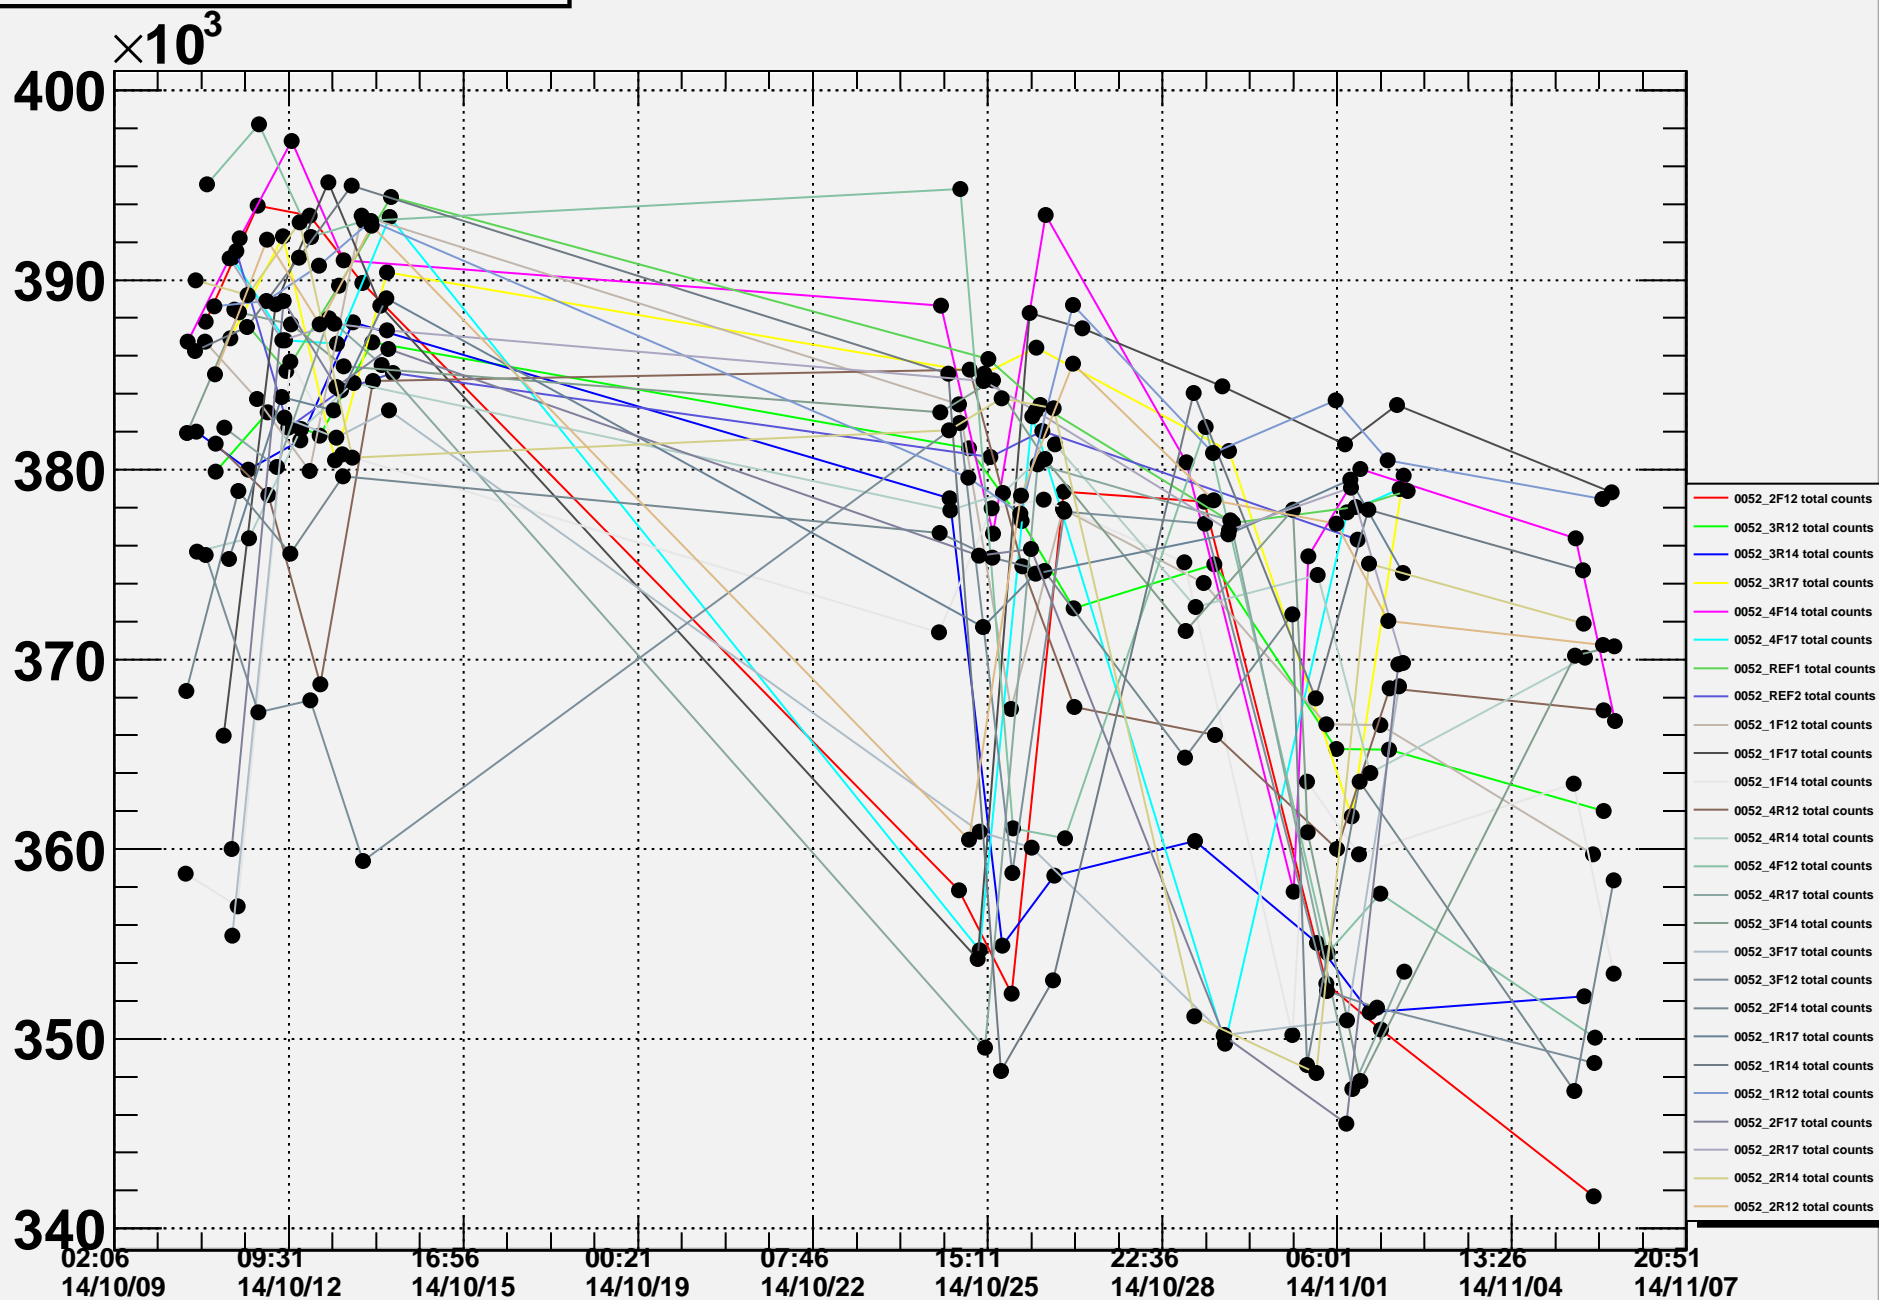 ×10³
400
390
380
370
360
350
340
02:06 09:31 16:56 00:21 07:46 15:11 22:36 06:01 13:26 20:51
14/10/09 14/10/12 14/10/15 14/10/19 14/10/22 14/10/25 14/10/28 14/11/01 14/11/04 14/11/07
0052_2F12 total counts
0052_3R12 total counts
0052_3R14 total counts
0052_3R17 total counts
0052_4F14 total counts
0052_4F17 total counts
0052_REF1 total counts
0052_REF2 total counts
0052_1F12 total counts
0052_1F17 total counts
0052_1F14 total counts
0052_4R12 total counts
0052_4R14 total counts
0052_4F12 total counts
0052_4R17 total counts
0052_3F14 total counts
0052_3F17 total counts
0052_3F12 total counts
0052_2F14 total counts
0052_1R17 total counts
0052_1R14 total counts
0052_1R12 total counts
0052_2F17 total counts
0052_2R17 total counts
0052_2R14 total counts
0052_2R12 total counts